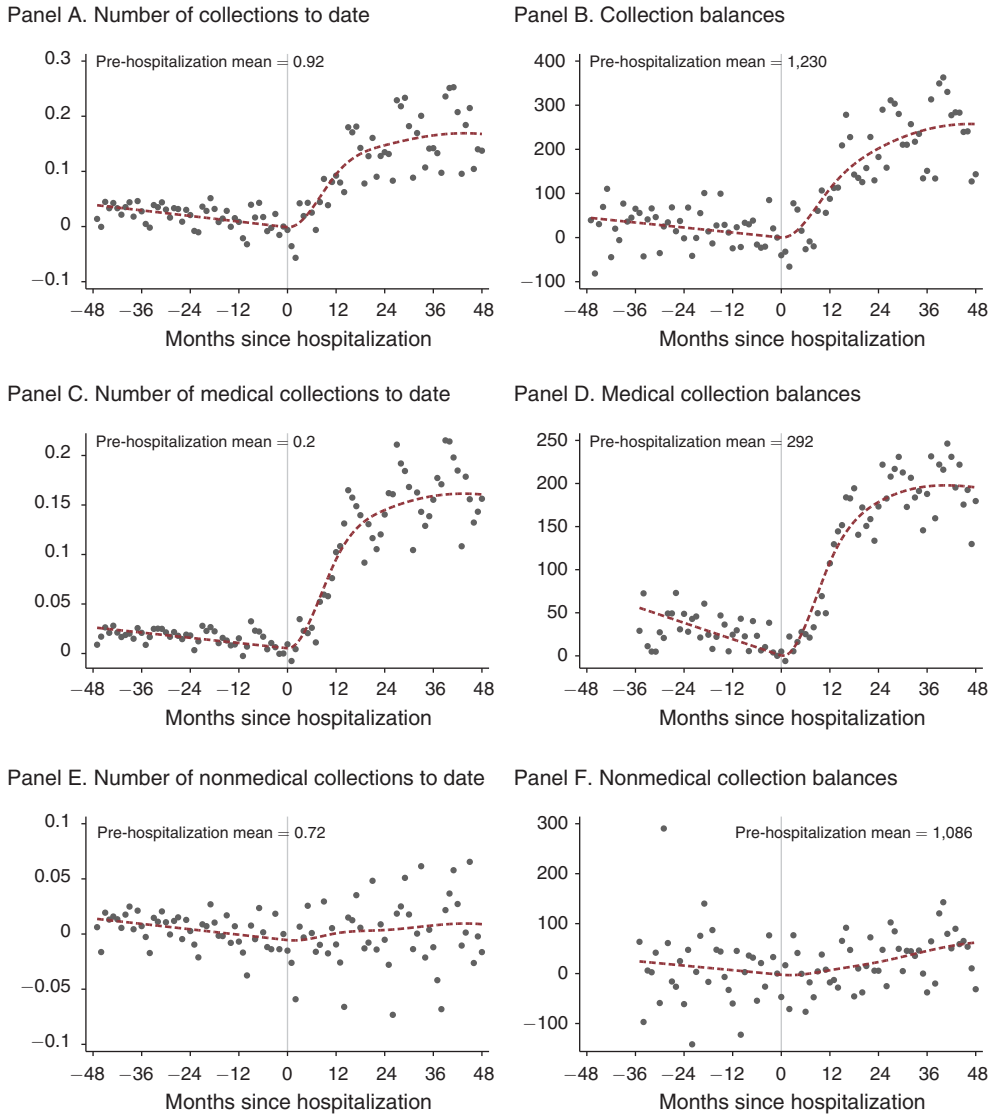 Panel A. Number of collections to date
Pre-hospitalization mean = 0.92
0.3
0.2
0.1
0
−0.1
−48 −36 −24 −12 0 12 24 36 48
Months since hospitalization
Panel B. Collection balances
Pre-hospitalization mean = 1,230
400
300
200
100
0
−100
−48 −36 −24 −12 0 12 24 36 48
Months since hospitalization
Panel C. Number of medical collections to date
Pre-hospitalization mean = 0.2
0.2
0.15
0.1
0.05
0
−48 −36 −24 −12 0 12 24 36 48
Months since hospitalization
Panel D. Medical collection balances
Pre-hospitalization mean = 292
250
200
150
100
50
0
−48 −36 −24 −12 0 12 24 36 48
Months since hospitalization
Panel E. Number of nonmedical collections to date
Pre-hospitalization mean = 0.72
0.1
0.05
0
−0.05
−0.1
−48 −36 −24 −12 0 12 24 36 48
Months since hospitalization
Panel F. Nonmedical collection balances
Pre-hospitalization mean = 1,086
300
200
100
0
−100
−48 −36 −24 −12 0 12 24 36 48
Months since hospitalization